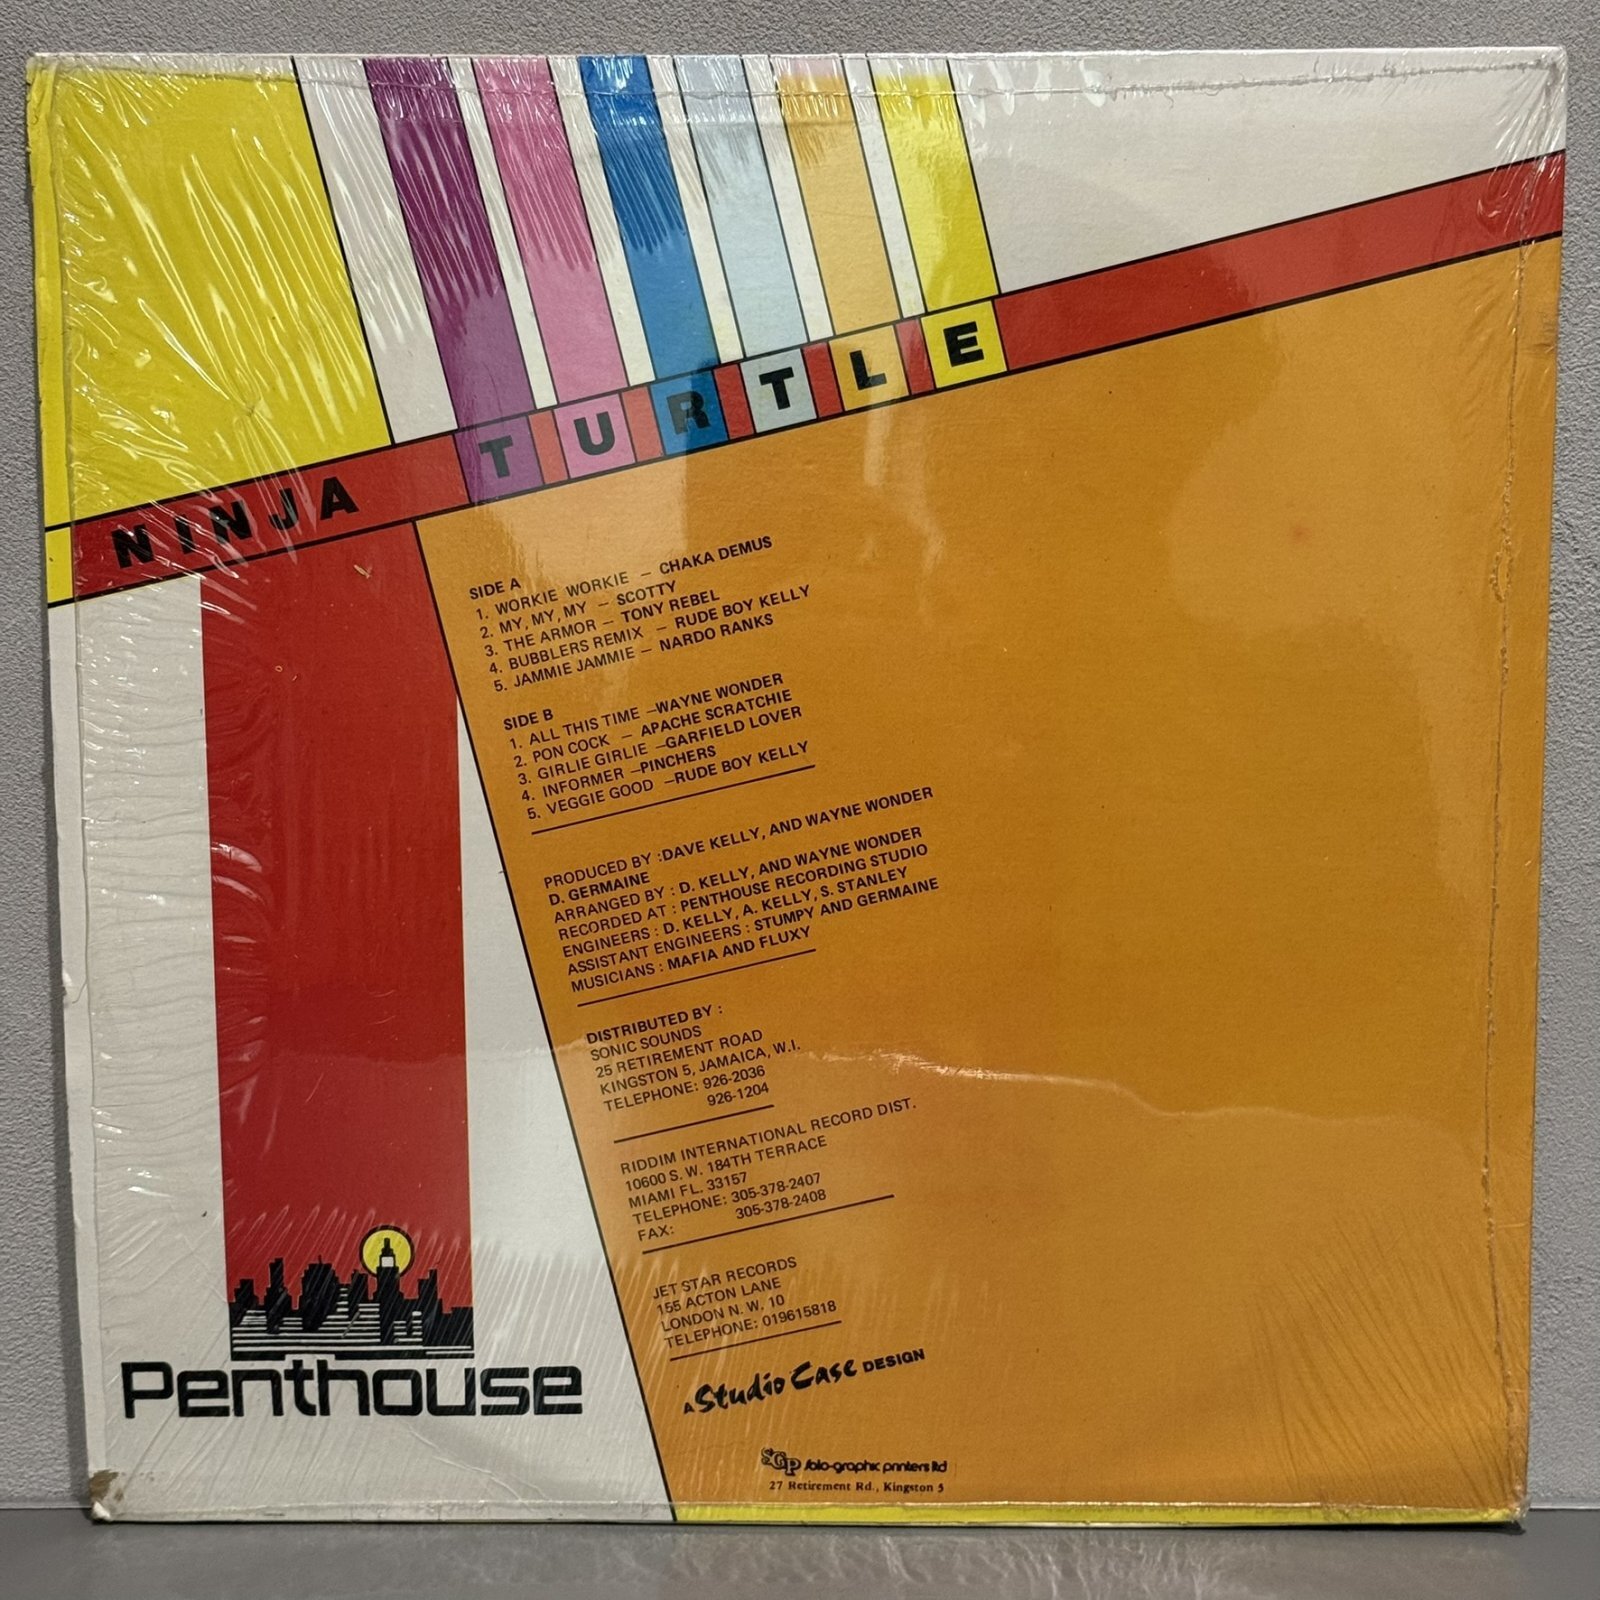 NINJA TURTLE
SIDE A
1. WORKIE WORKIE – CHAKA DEMUS
2. MY, MY, MY – SCOTTY
3. THE ARMOR – TONY REBEL
4. BUBBLERS REMIX – RUDE BOY KELLY
5. JAMMIE JAMMIE – NARDO RANKS
SIDE B
1. ALL THIS TIME –WAYNE WONDER
2. PON COCK – APACHE SCRATCHIE
3. GIRLIE GIRLIE –GARFIELD LOVER
4. INFORMER –PINCHERS
5. VEGGIE GOOD –RUDE BOY KELLY
PRODUCED BY :DAVE KELLY, AND WAYNE WONDER
D. GERMAINE
ARRANGED BY : D. KELLY, AND WAYNE WONDER
RECORDED AT : PENTHOUSE RECORDING STUDIO
ENGINEERS : D. KELLY, A. KELLY, S. STANLEY
ASSISTANT ENGINEERS : STUMPY AND GERMAINE
MUSICIANS : MAFIA AND FLUXY
DISTRIBUTED BY :
SONIC SOUNDS
25 RETIREMENT ROAD
KINGSTON 5, JAMAICA, W.I.
TELEPHONE: 926-2036
926-1204
RIDDIM INTERNATIONAL RECORD DIST.
10600 S. W. 184TH TERRACE
MIAMI FL. 33157
TELEPHONE: 305-378-2407
FAX: 305-378-2408
JET STAR RECORDS
155 ACTON LANE
LONDON N. W. 10
TELEPHONE: 019615818
A Studio Case DESIGN
Penthouse
SGP solo-graphic printers ltd
27 Retirement Rd., Kingston 5